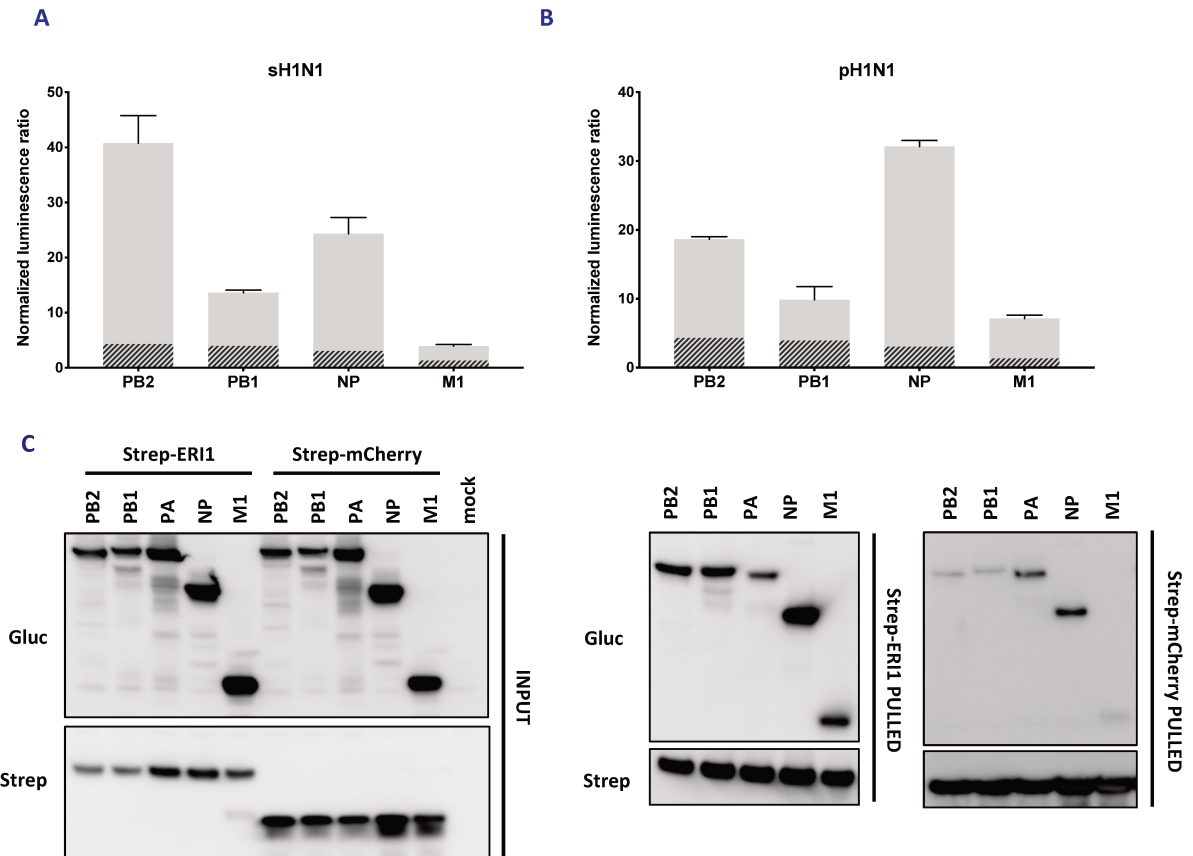 A
B
sH1N1
pH1N1
Normalized luminescence ratio
50
40
30
20
10
0
PB2 PB1 NP M1
Normalized luminescence ratio
40
30
20
10
0
PB2 PB1 NP M1
C
Strep-ERI1 Strep-mCherry
PB2 PB1 PA NP M1 PB2 PB1 PA NP M1 mock
Gluc
Strep
INPUT
PB2 PB1 PA NP M1
Gluc
Strep
Strep-ERI1 PULLED
PB2 PB1 PA NP M1
Strep-mCherry PULLED